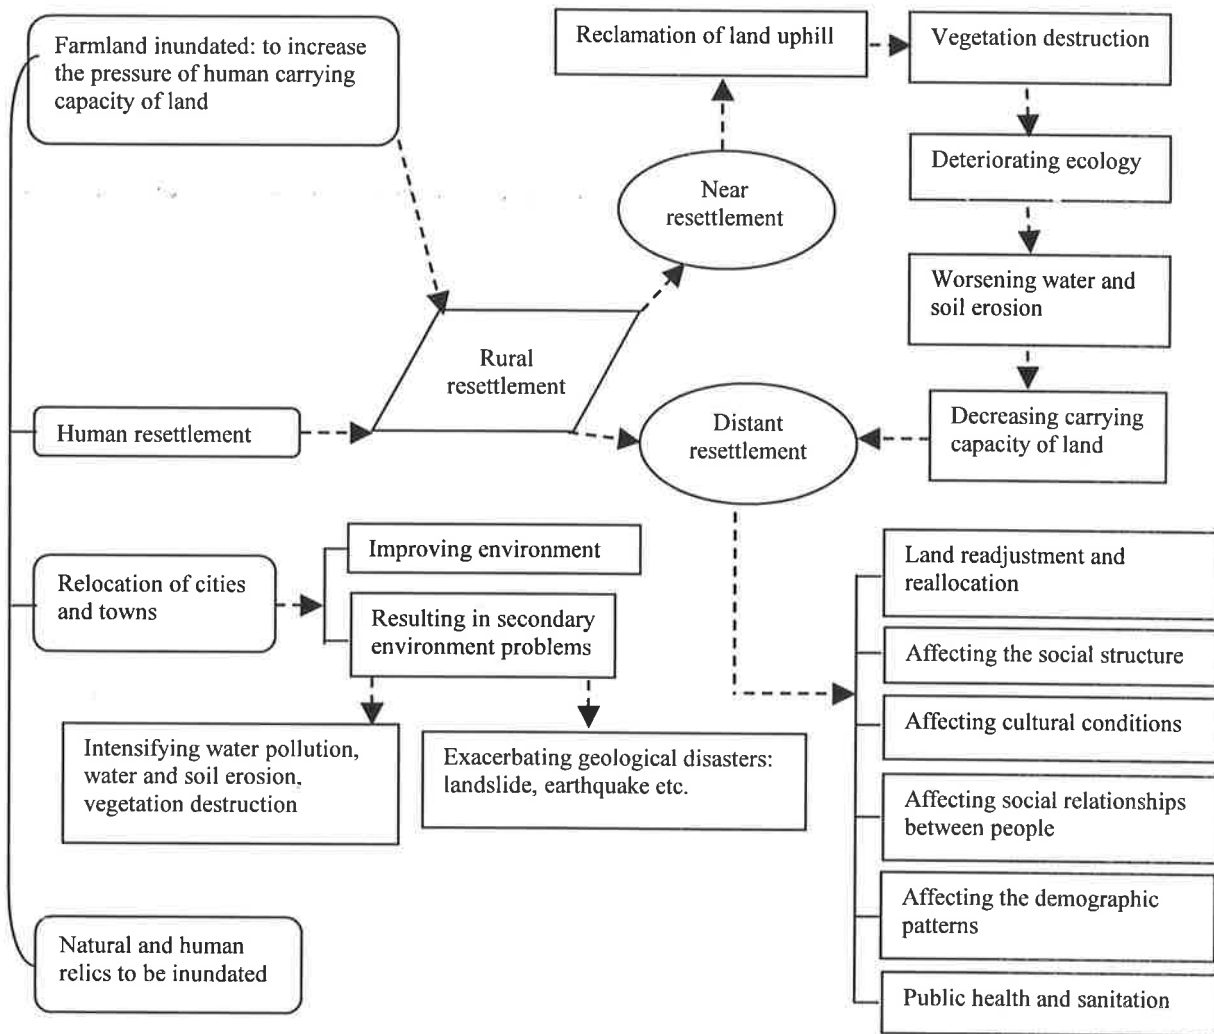 Farmland inundated: to increase
the pressure of human carrying
capacity of land
Reclamation of land uphill
Vegetation destruction
Deteriorating ecology
Near
resettlement
Worsening water and
soil erosion
Rural
resettlement
Human resettlement
Distant
resettlement
Decreasing carrying
capacity of land
Relocation of cities
and towns
Improving environment
Resulting in secondary
environment problems
Intensifying water pollution,
water and soil erosion,
vegetation destruction
Exacerbating geological disasters:
landslide, earthquake etc.
Land readjustment and
reallocation
Affecting the social structure
Affecting cultural conditions
Affecting social relationships
between people
Affecting the demographic
patterns
Public health and sanitation
Natural and human
relics to be inundated